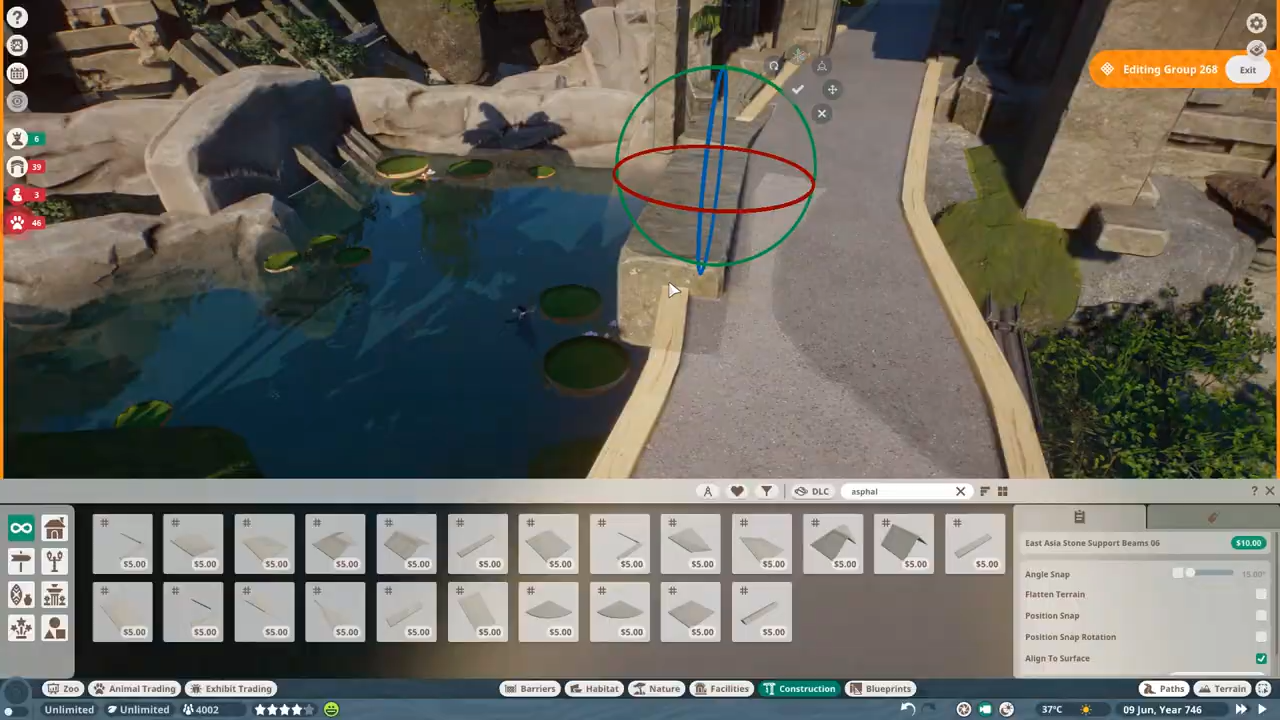 ?
Editing Group 268
Exit
6
39
3
46
DLC
asphal
?
$5.00 $5.00 $5.00 $5.00 $5.00 $5.00 $5.00 $5.00 $5.00 $5.00 $5.00 $5.00 $5.00
$5.00 $5.00 $5.00 $5.00 $5.00 $5.00 $5.00 $5.00 $5.00 $5.00
East Asia Stone Support Beams 06
$10.00
Angle Snap
15.00°
Flatten Terrain
Position Snap
Position Snap Rotation
Align To Surface
Zoo
Animal Trading
Exhibit Trading
Barriers
Habitat
Nature
Facilities
Construction
Blueprints
Paths
Terrain
Unlimited
Unlimited
4002
37°C
09 Jun, Year 746